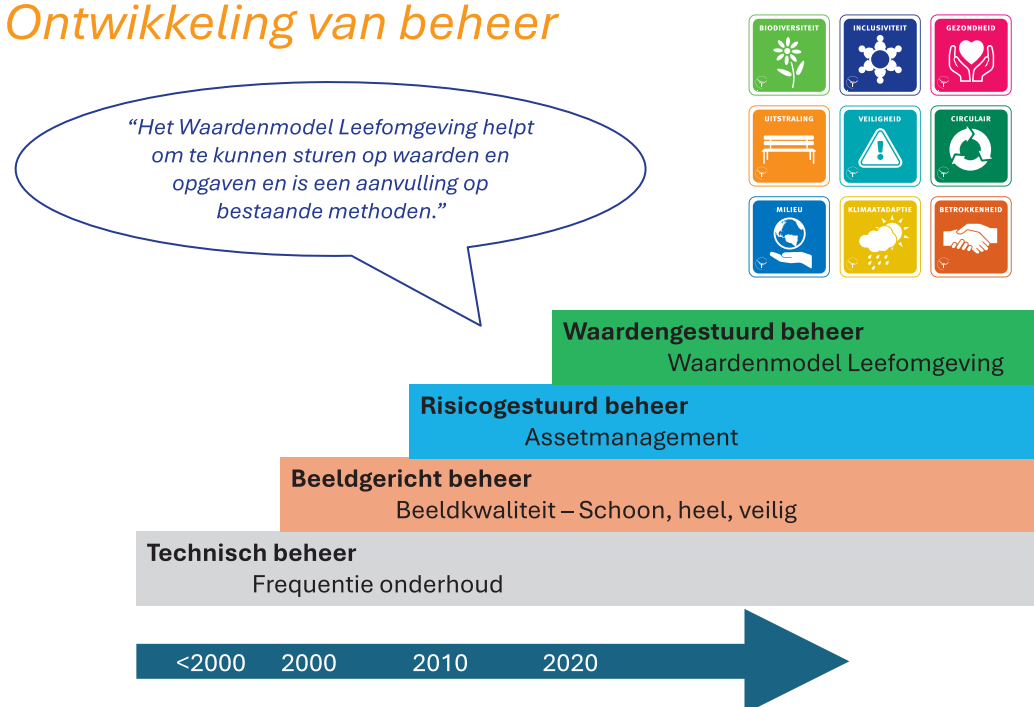 Ontwikkeling van beheer
BIODIVERSITEIT
INCLUSIVITEIT
GEZONDHEID
UITSTRALING
VEILIGHEID
CIRCULAIR
MILIEU
KLIMAATADAPTIE
BETROKKENHEID
“Het Waardenmodel Leefomgeving helpt
om te kunnen sturen op waarden en
opgaven en is een aanvulling op
bestaande methoden.”
Waardengestuurd beheer
Waardenmodel Leefomgeving
Risicogestuurd beheer
Assetmanagement
Beeldgericht beheer
Beeldkwaliteit – Schoon, heel, veilig
Technisch beheer
Frequentie onderhoud
<2000 2000 2010 2020